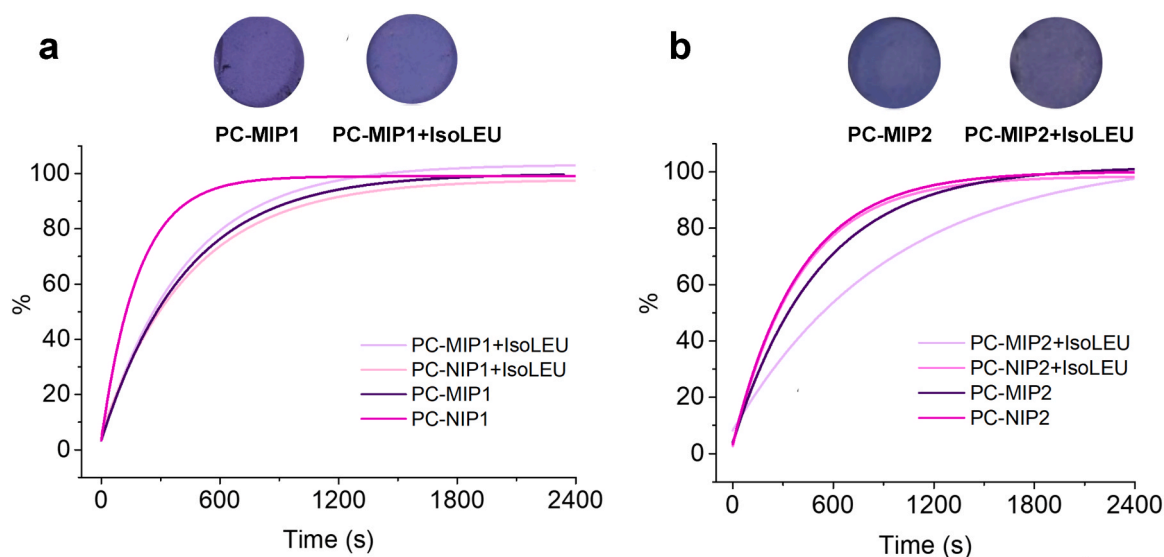 a
PC-MIP1 PC-MIP1+IsoLEU
100
80
60
40
20
0
%
PC-MIP1+IsoLEU
PC-NIP1+IsoLEU
PC-MIP1
PC-NIP1
0 600 1200 1800 2400
Time (s)
b
PC-MIP2 PC-MIP2+IsoLEU
100
80
60
40
20
0
%
PC-MIP2+IsoLEU
PC-NIP2+IsoLEU
PC-MIP2
PC-NIP2
0 600 1200 1800 2400
Time (s)